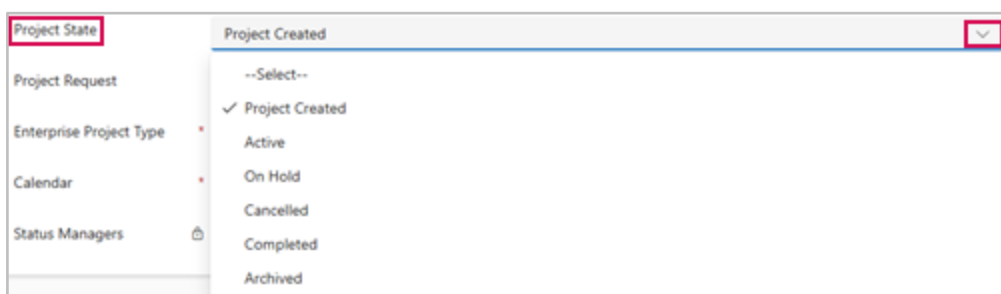 Project State
Project Created
--Select--
Project Request
Project Created
Enterprise Project Type *
Active
Calendar *
On Hold
Cancelled
Status Managers
Completed
Archived